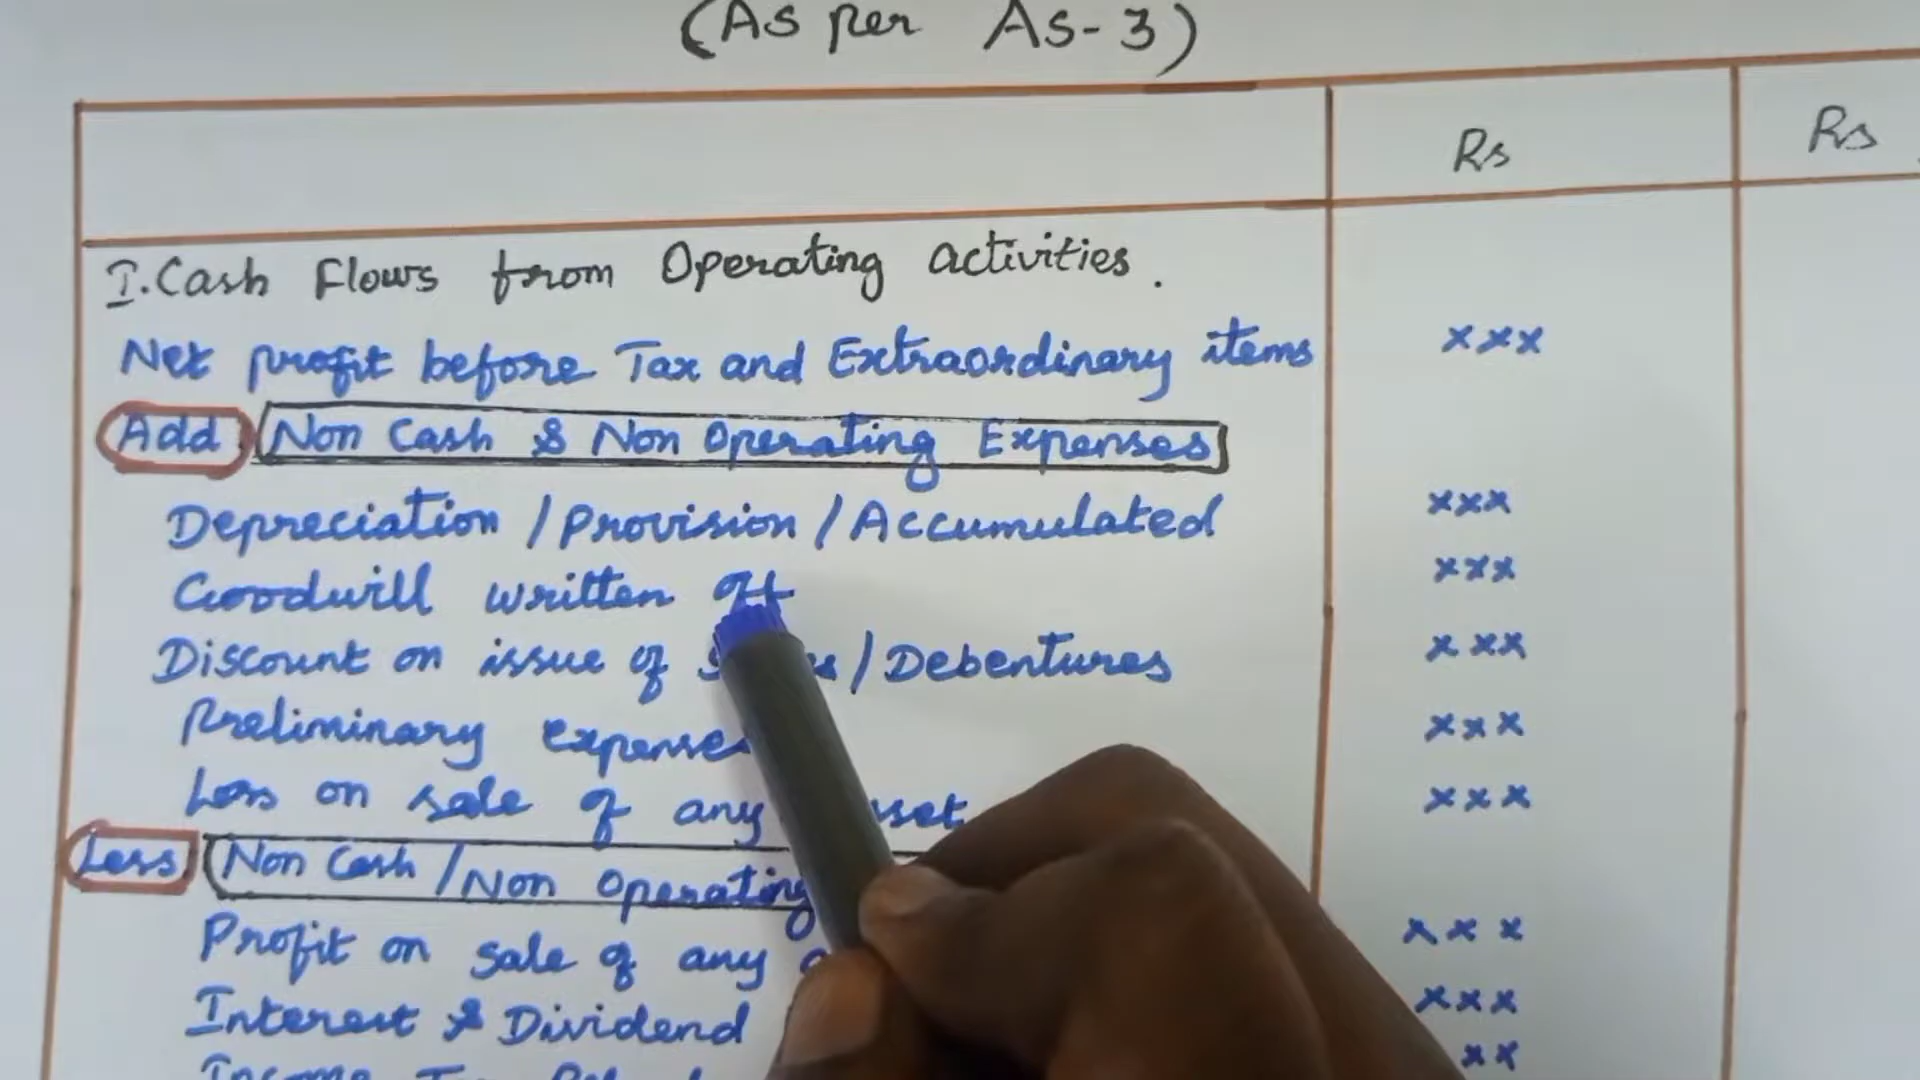 (As per As-3)
Rs
Rs
I. Cash Flows from Operating activities.
Net profit before Tax and Extraordinary items
xxx
Add Non Cash & Non Operating Expenses
Depreciation / Provision / Accumulated
xxx
Goodwill written off
xxx
Discount on issue of / Debentures
xxx
Preliminary expenses
xxx
Loss on sale of any
xxx
Less Non Cash / Non Operating
Profit on sale of any
xxx
Interest & Dividend
xxx
xx